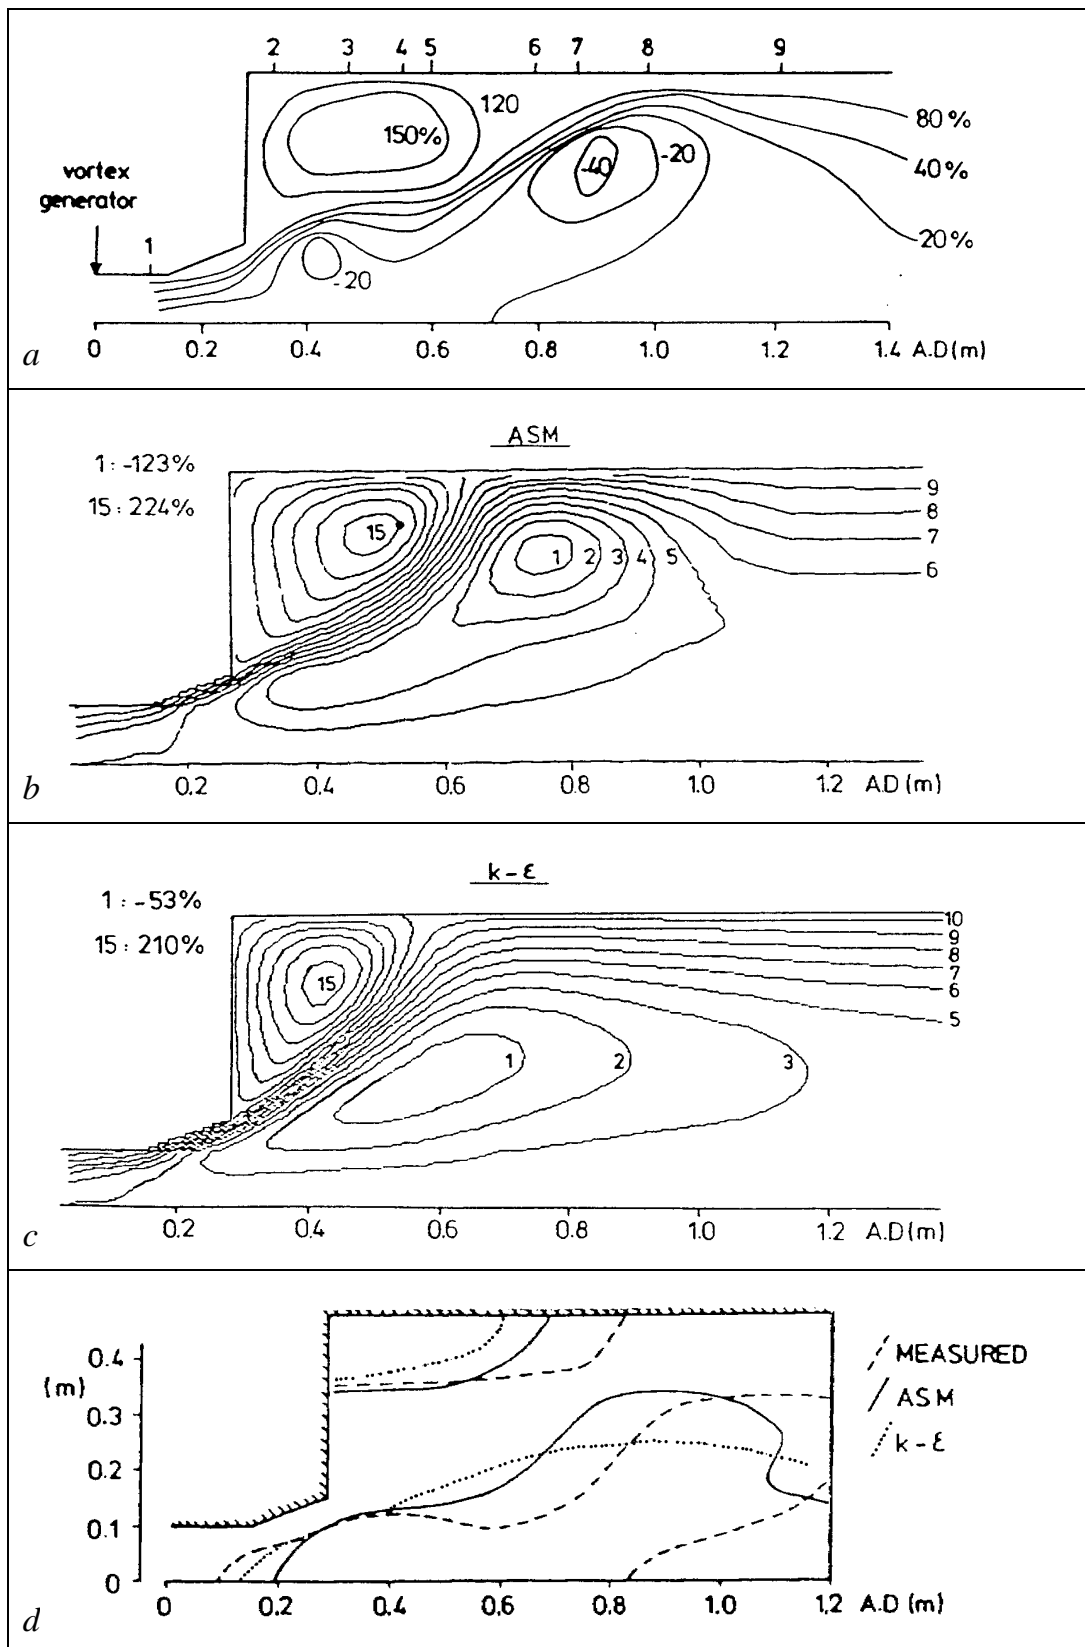 2 3 4 5 6 7 8 9
120
150%
80%
-20
-40
40%
vortex
generator
1
20%
-20
a 0 0.2 0.4 0.6 0.8 1.0 1.2 1.4 A.D(m)
ASM
1: -123%
15: 224%
9
8
15
7
1 2 3 4 5
6
b 0.2 0.4 0.6 0.8 1.0 1.2 A.D(m)
k-ε
1: -53%
15: 210%
10
9
8
7
6
5
15
1 2 3
c 0.2 0.4 0.6 0.8 1.0 1.2 A.D(m)
0.4
(m)
0.3
0.2
0.1
0
MEASURED
ASM
k-ε
d 0 0.2 0.4 0.6 0.8 1.0 1.2 A.D(m)